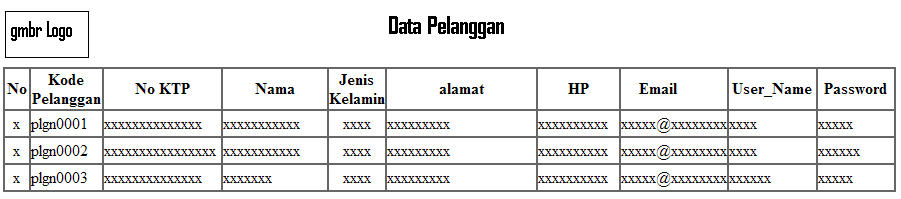 gmbr Logo
Data Pelanggan
No Kode Pelanggan No KTP Nama Jenis Kelamin alamat HP Email User_Name Password
x plgn0001 xxxxxxxxxxxxxx xxxxxxxxxxx xxxx xxxxxxxxx xxxxxxxxxx xxxxx@xxxxxxxx xxxx xxxxx
x plgn0002 xxxxxxxxxxxxxxxx xxxxxxxxxxx xxxx xxxxxxxxx xxxxxxxxxx xxxxx@xxxxxxxx xxxx xxxxxx
x plgn0003 xxxxxxxxxxxxxx xxxxxxx xxxx xxxxxxxxx xxxxxxxxxx xxxxx@xxxxxxxx xxxxxx xxxxx